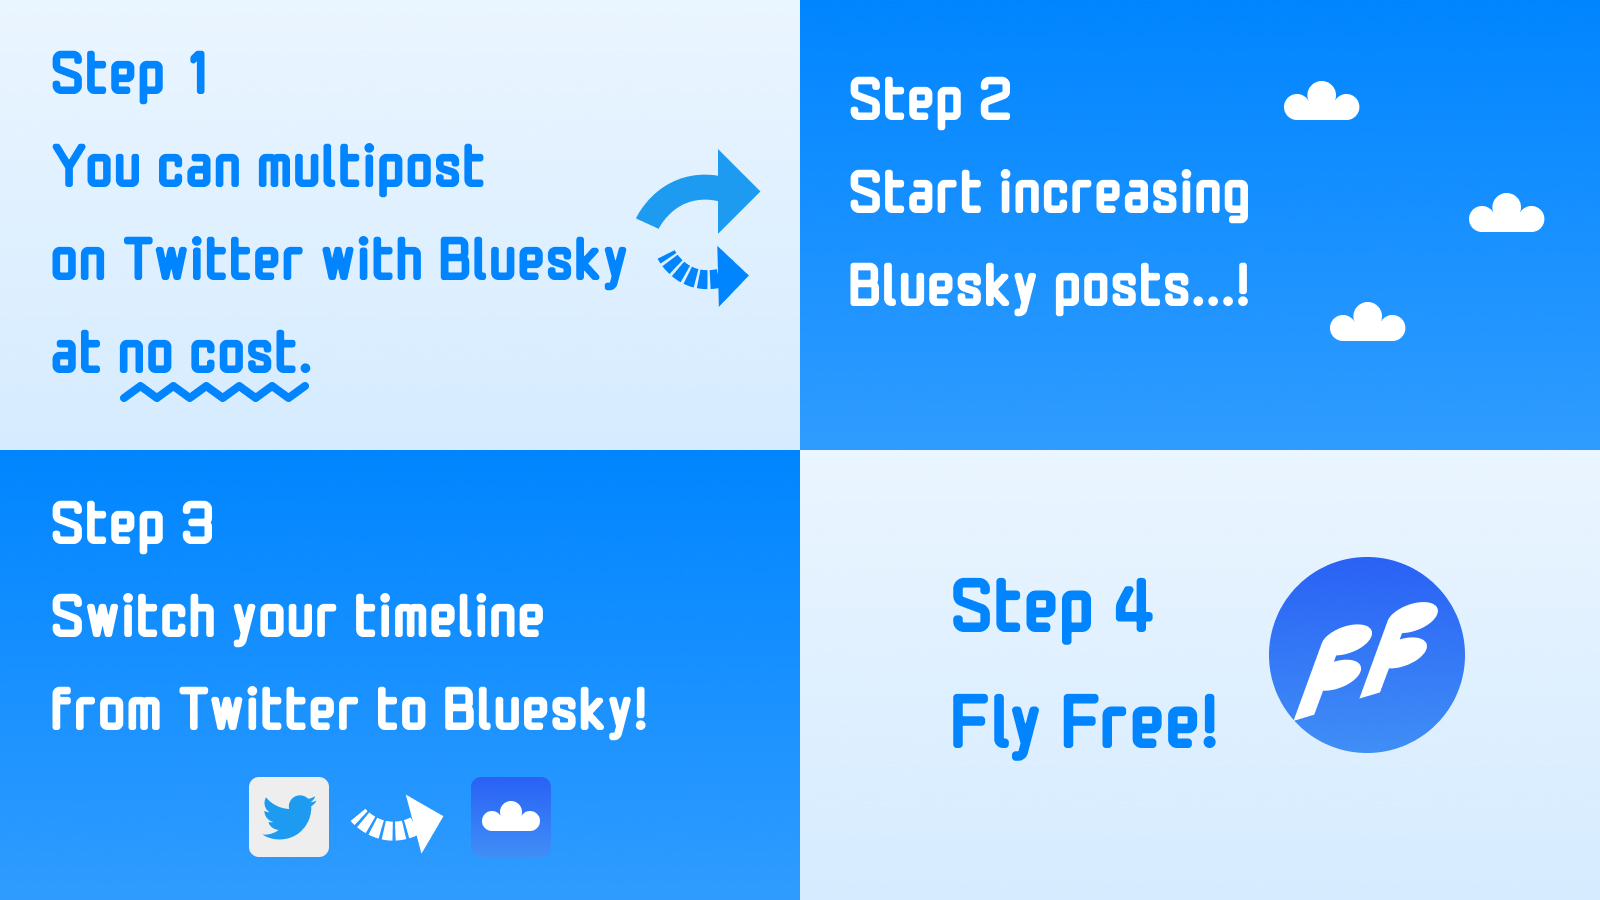 Step 1
You can multipost
on Twitter with Bluesky
at no cost.
Step 2
Start increasing
Bluesky posts...!
Step 3
Switch your timeline
from Twitter to Bluesky!
Step 4
Fly Free!
FF